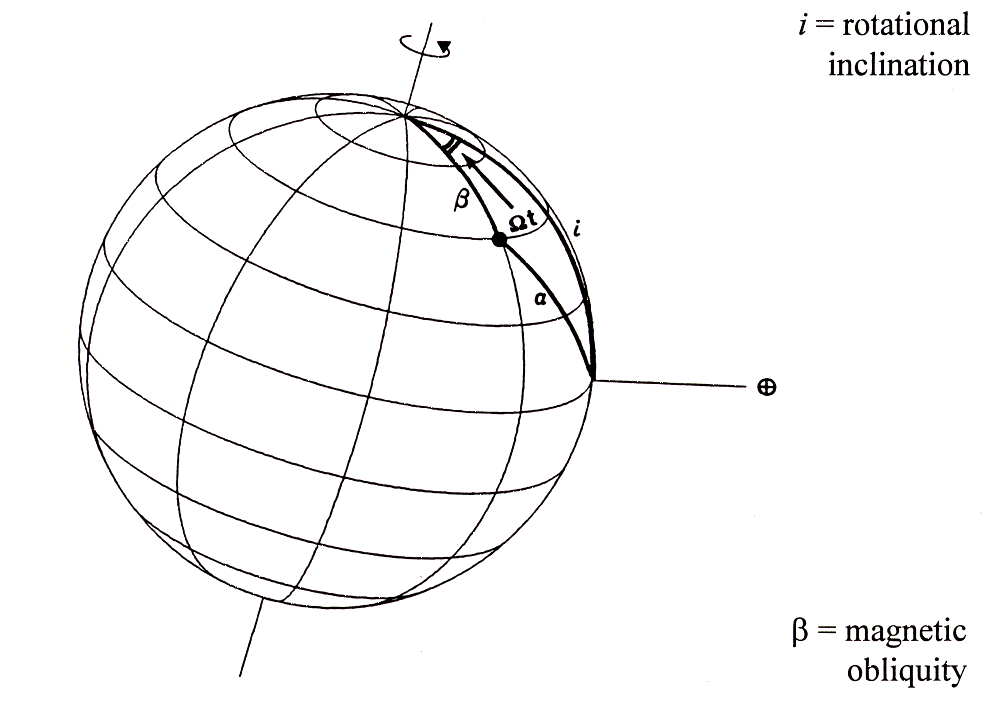 i = rotational
inclination
β
Ωt
i
α
⊕
β = magnetic
obliquity